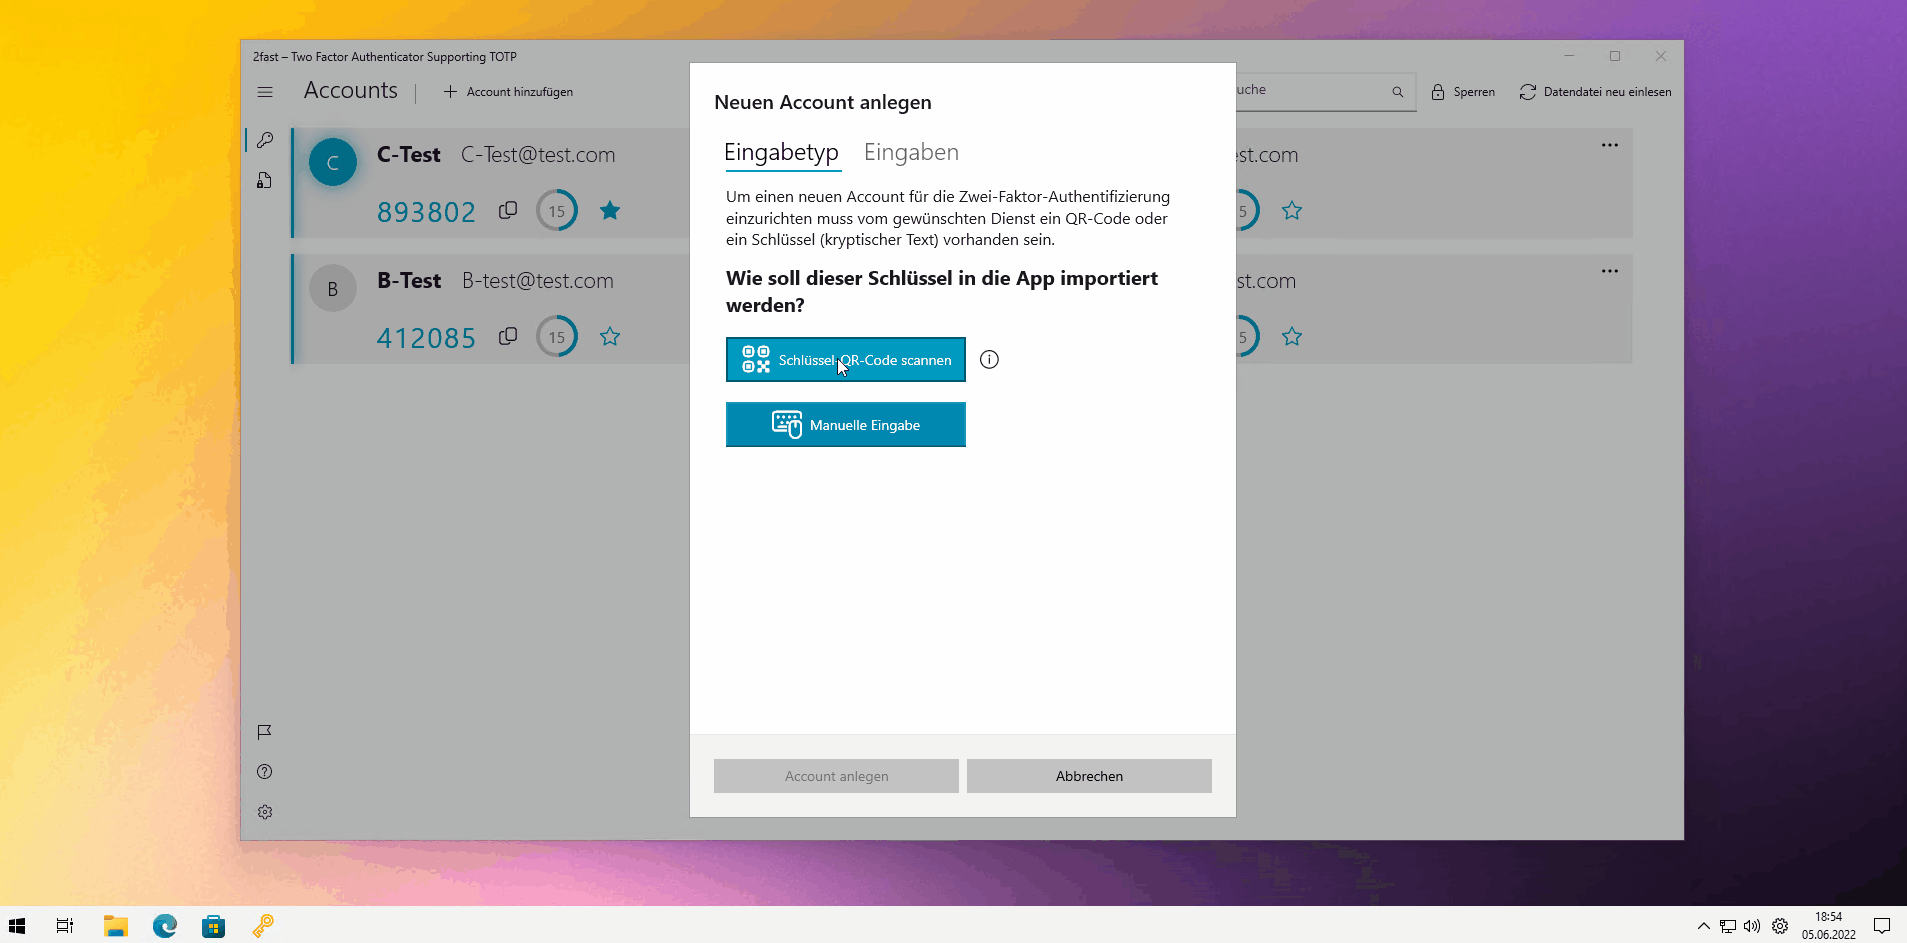 2fast – Two Factor Authenticator Supporting TOTP
Accounts
Account hinzufügen
uche
Sperren
Datendatei neu einlesen
C
C-Test C-Test@test.com
893802
15
B
B-Test B-test@test.com
412085
15
Neuen Account anlegen
Eingabetyp Eingaben
Um einen neuen Account für die Zwei-Faktor-Authentifizierung
einzurichten muss vom gewünschten Dienst ein QR-Code oder
ein Schlüssel (kryptischer Text) vorhanden sein.
Wie soll dieser Schlüssel in die App importiert
werden?
Schlüssel-QR-Code scannen
Manuelle Eingabe
Account anlegen
Abbrechen
st.com
5
st.com
5
18:54
05.06.2022